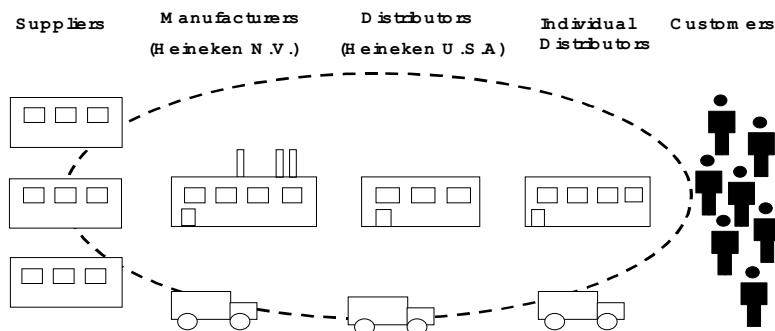 Suppliers
Manufacturers
(Heineken N.V.)
Distributors
(Heineken U.S.A)
Individual
Distributors
Customers